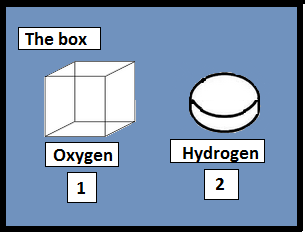 The box
Oxygen
Hydrogen
1
2